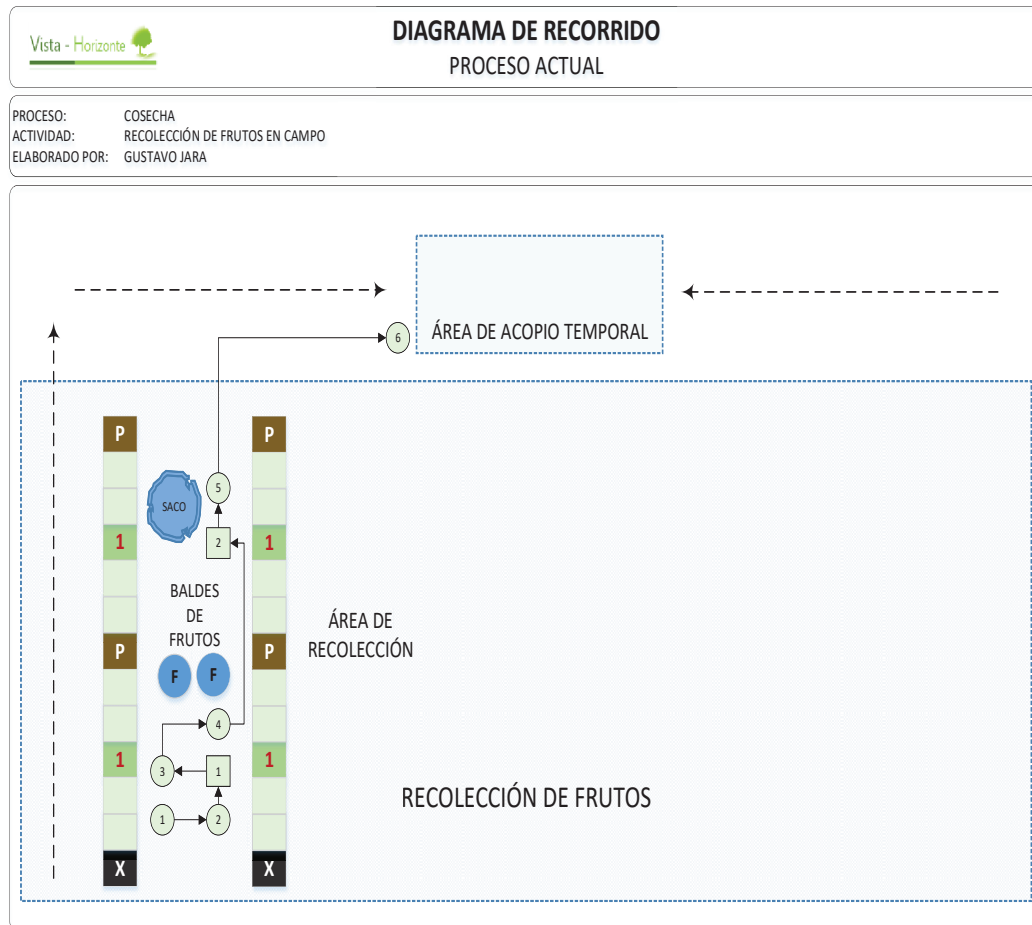 Vista - Horizonte
DIAGRAMA DE RECORRIDO
PROCESO ACTUAL
PROCESO: COSECHA
ACTIVIDAD: RECOLECCIÓN DE FRUTOS EN CAMPO
ELABORADO POR: GUSTAVO JARA
ÁREA DE ACOPIO TEMPORAL
6
P P
5
SACO
1 2 1
BALDES
DE
FRUTOS
ÁREA DE
RECOLECCIÓN
P P
F F
4
1 1
3 1
RECOLECCIÓN DE FRUTOS
1 2
X X